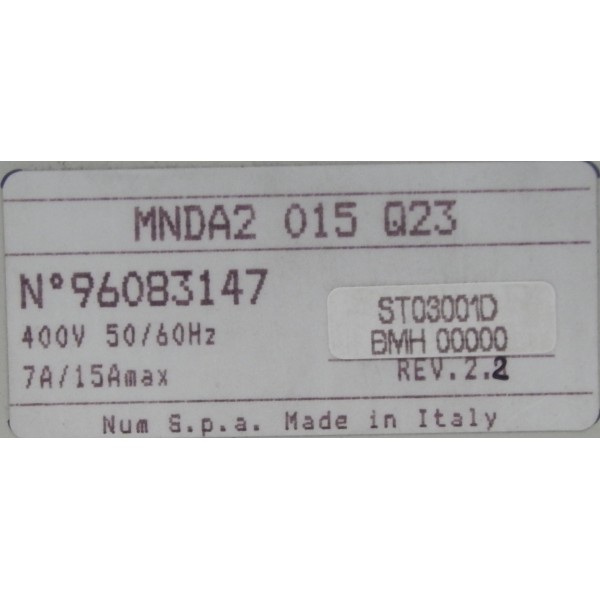 MNDA2 015 Q23
N°96083147
400V 50/60Hz
7A/15Amax
ST03001D
BMH 00000
REV.2.2
Num S.p.a. Made in Italy